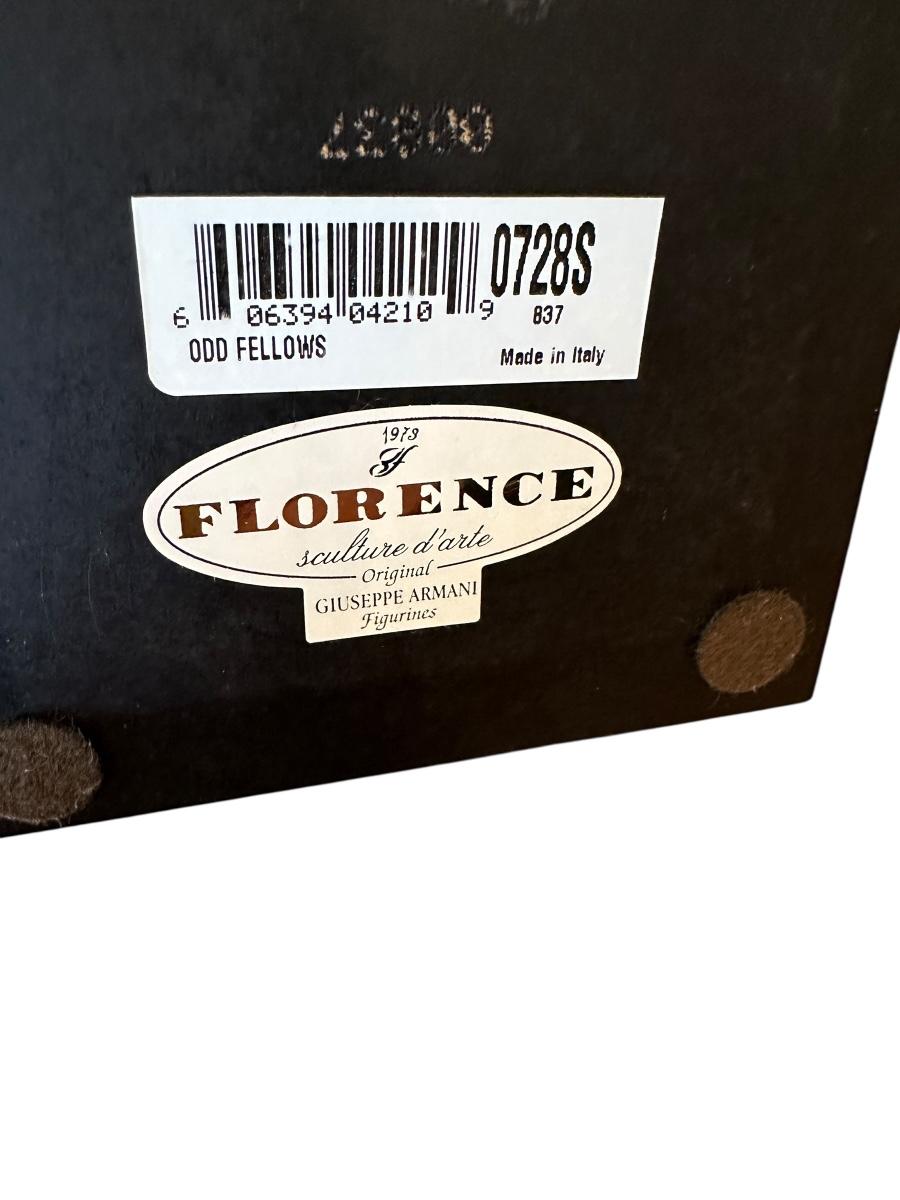 00837
0728S
6 06394 04210 9
837
ODD FELLOWS
Made in Italy
1973
FLORENCE
sculture d'arte
Original
GIUSEPPE ARMANI
Figurines